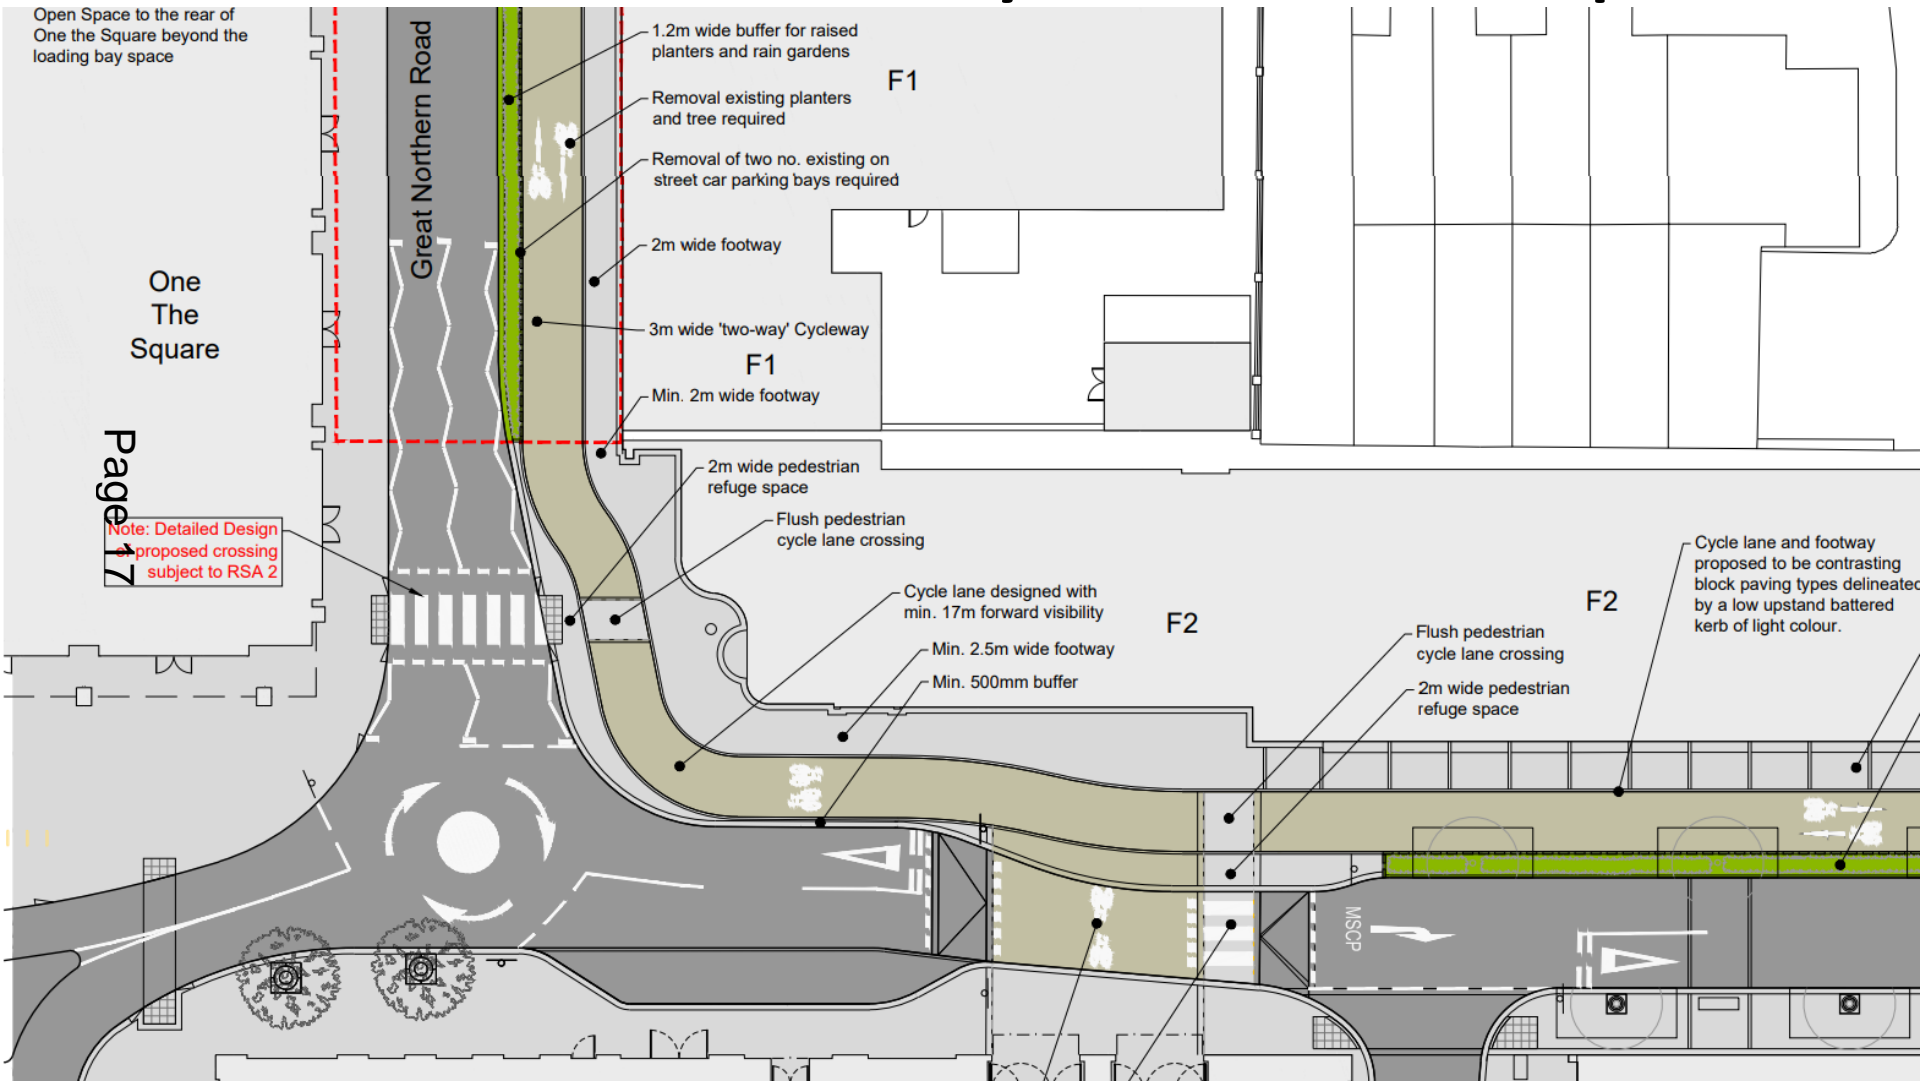 Open Space to the rear of
One the Square beyond the
loading bay space
Great Northern Road
1.2m wide buffer for raised
planters and rain gardens
F1
Removal existing planters
and tree required
Removal of two no. existing on
street car parking bays required
2m wide footway
One
The
Square
3m wide 'two-way' Cycleway
F1
Min. 2m wide footway
Page 17
2m wide pedestrian
refuge space
Note: Detailed Design
of proposed crossing
subject to RSA 2
Flush pedestrian
cycle lane crossing
Cycle lane designed with
min. 17m forward visibility
F2
Min. 2.5m wide footway
Min. 500mm buffer
F2
Cycle lane and footway
proposed to be contrasting
block paving types delineated
by a low upstand battered
kerb of light colour.
Flush pedestrian
cycle lane crossing
2m wide pedestrian
refuge space
MSCP